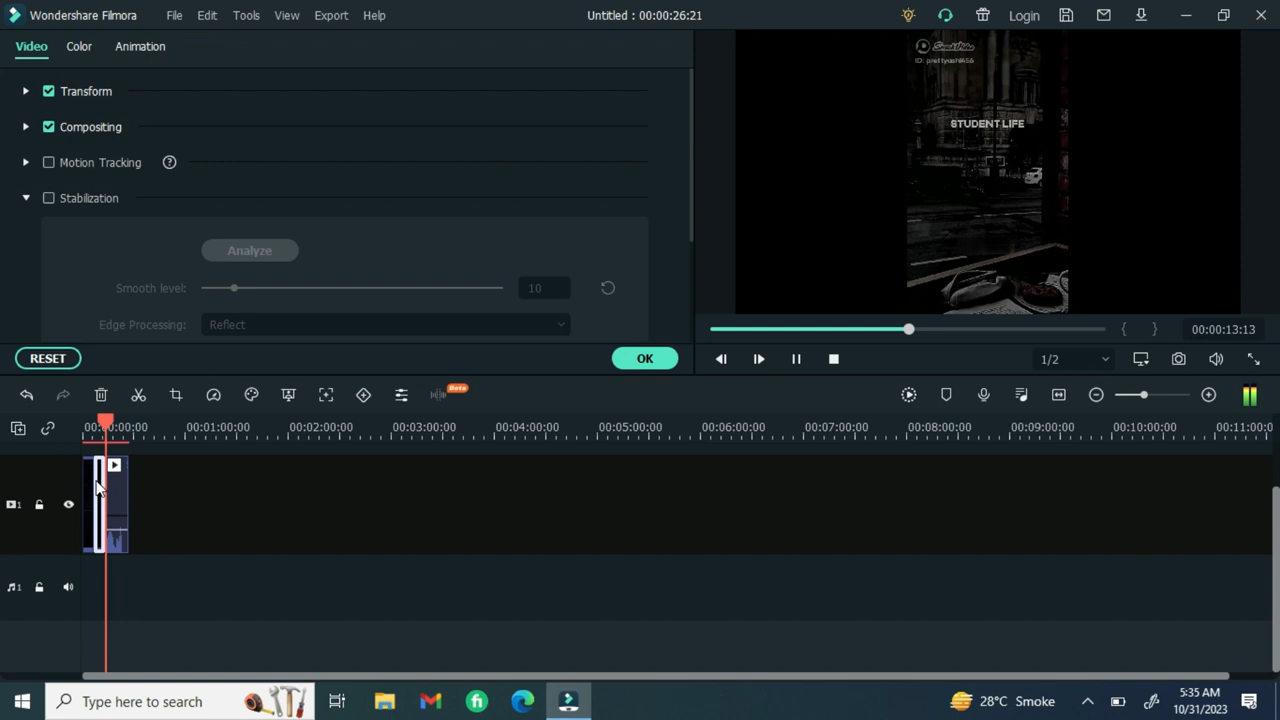 Wondershare Filmora File Edit Tools View Export Help Untitled : 00:00:26:21 Login
Video Color Animation
Transform
Compositing
Motion Tracking ?
Stabilization
Analyze
Smooth level: 10
Edge Processing: Reflect
RESET OK
ID: prettyashi456
STUDENT LIFE
{ } 00:00:13:13
1/2
Beta
00:00:00:00 00:01:00:00 00:02:00:00 00:03:00:00 00:04:00:00 00:05:00:00 00:06:00:00 00:07:00:00 00:08:00:00 00:09:00:00 00:10:00:00 00:11:00:0
1
1
Type here to search 28°C Smoke 5:35 AM
10/31/2023